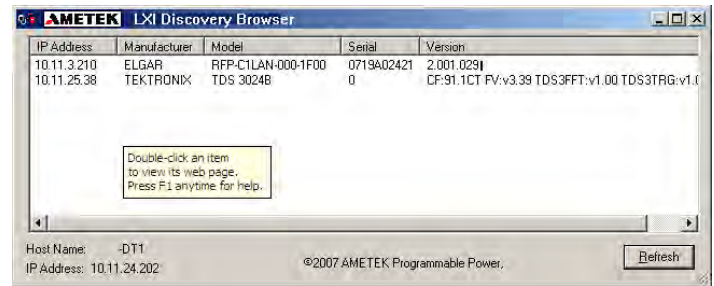 AMETEK LXI Discovery Browser
IP Address Manufacturer Model Serial Version
10.11.3.210 ELGAR RFP-C1LAN-000-1F00 0719A02421 2.001.029
10.11.25.38 TEKTRONIX TDS 3024B 0 CF:91.1CT FV:v3.39 TDS3FFT:v1.00 TDS3TRG:v1.0
Double-click an item
to view its web page.
Press F1 anytime for help.
Host Name: -DT1
IP Address: 10.11.24.202
©2007 AMETEK Programmable Power,
Refresh